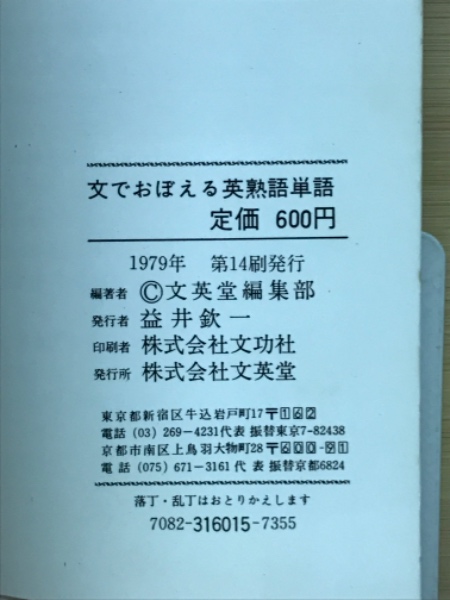 文でおぼえる英熟語単語
定価 600円
1979年 第14刷発行
編著者 Ⓒ文英堂編集部
発行者 益井欽一
印刷者 株式会社文功社
発行所 株式会社文英堂
東京都新宿区牛込岩戸町17〒162
電話 (03) 269-4231代表 振替東京7-82438
京都市南区上鳥羽大物町28〒600-91
電話 (075) 671-3161代表 振替京都6824
落丁・乱丁はおとりかえします
7082-316015-7355